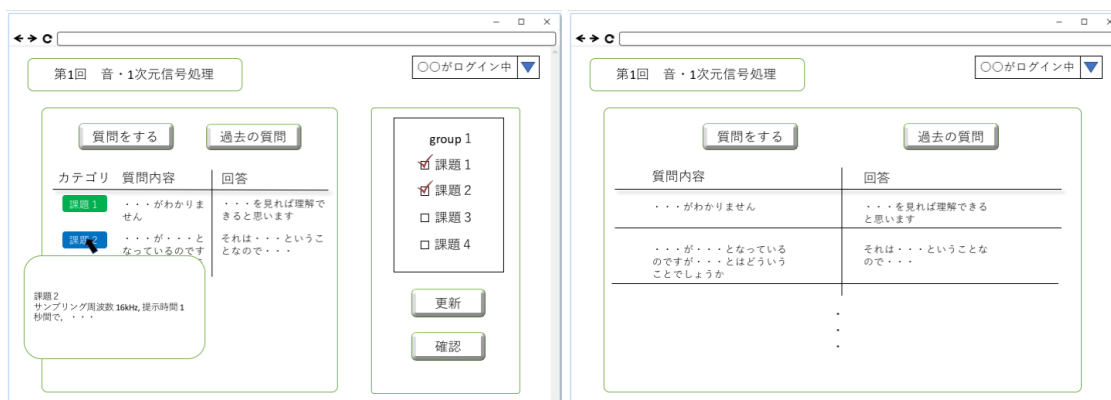 第1回 音・1次元信号処理
〇〇がログイン中
質問をする
過去の質問
カテゴリ 質問内容 回答
課題1
・・・がわかりま
せん
・・・を見れば理解で
きると思います
課題2
・・・が・・・と
なっているのです
それは・・・というこ
となので・・・
課題2
サンプリング周波数16kHz, 提示時間1
秒間で, ・・・
group 1
課題1
課題2
課題3
課題4
更新
確認
第1回 音・1次元信号処理
〇〇がログイン中
質問をする
過去の質問
質問内容 回答
・・・がわかりません
・・・を見れば理解できる
と思います
・・・が・・・となっている
のですが・・・とはどういう
ことでしょうか
それは・・・ということな
ので・・・